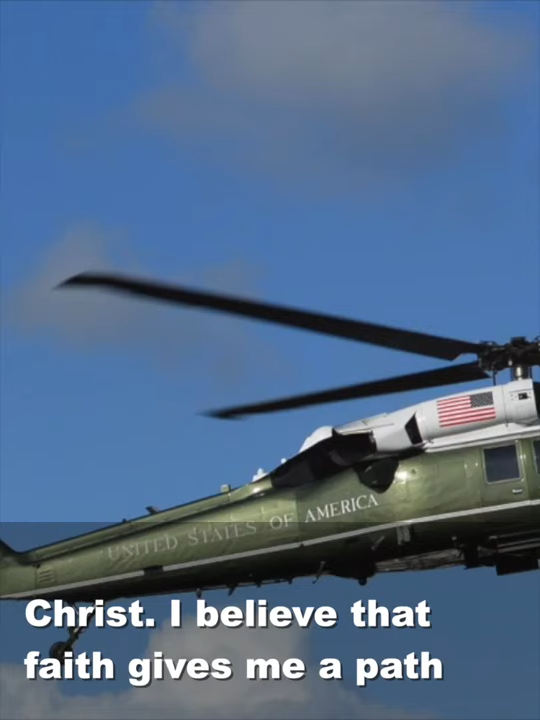 UNITED STATES OF AMERICA
Christ. I believe that
faith gives me a path